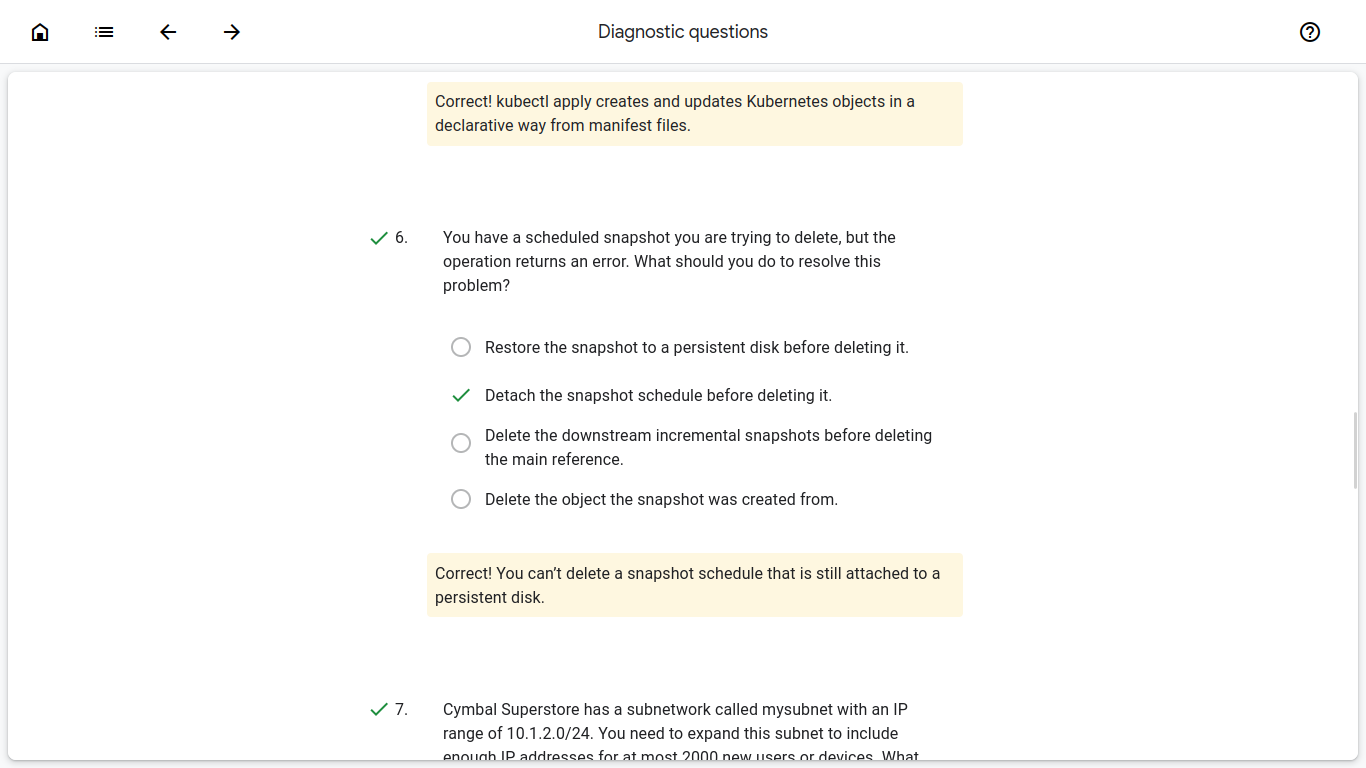 Diagnostic questions
Correct! kubectl apply creates and updates Kubernetes objects in a
declarative way from manifest files.
6.
You have a scheduled snapshot you are trying to delete, but the
operation returns an error. What should you do to resolve this
problem?
Restore the snapshot to a persistent disk before deleting it.
Detach the snapshot schedule before deleting it.
Delete the downstream incremental snapshots before deleting
the main reference.
Delete the object the snapshot was created from.
Correct! You can’t delete a snapshot schedule that is still attached to a
persistent disk.
7.
Cymbal Superstore has a subnetwork called mysubnet with an IP
range of 10.1.2.0/24. You need to expand this subnet to include
enough IP addresses for at most 2000 new users or devices. What